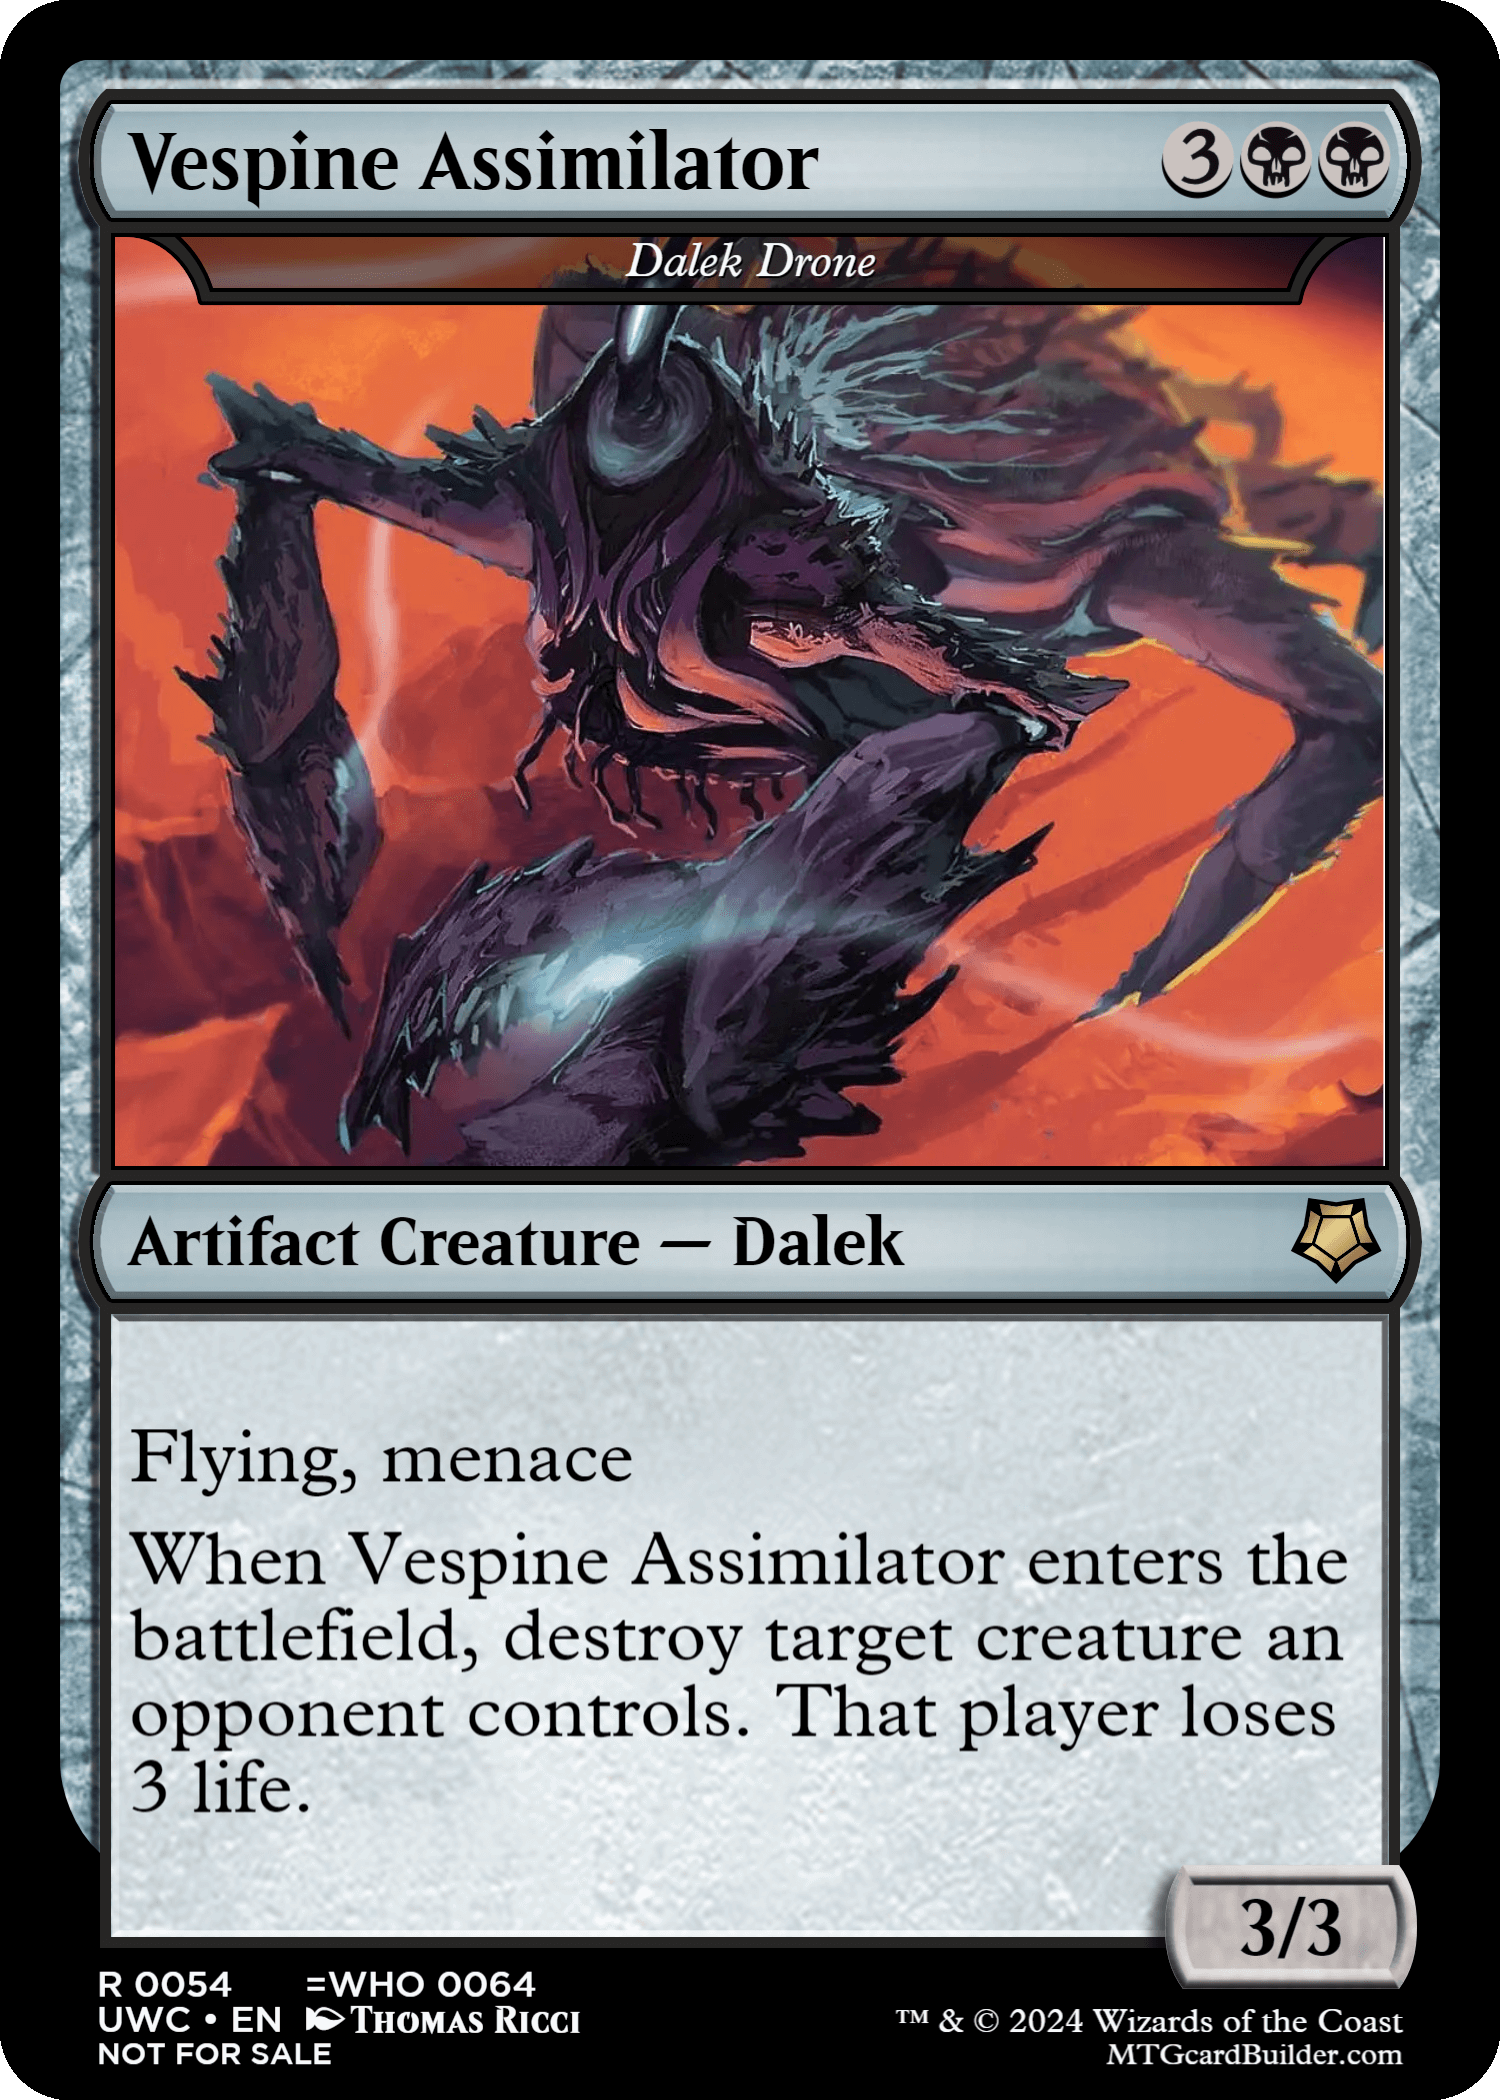 Vespine Assimilator 3
Dalek Drone
Artifact Creature — Dalek
Flying, menace
When Vespine Assimilator enters the
battlefield, destroy target creature an
opponent controls. That player loses
3 life.
3/3
R 0054 =WHO 0064
UWC • EN Thomas Ricci
NOT FOR SALE
™ & © 2024 Wizards of the Coast
MTGcardBuilder.com